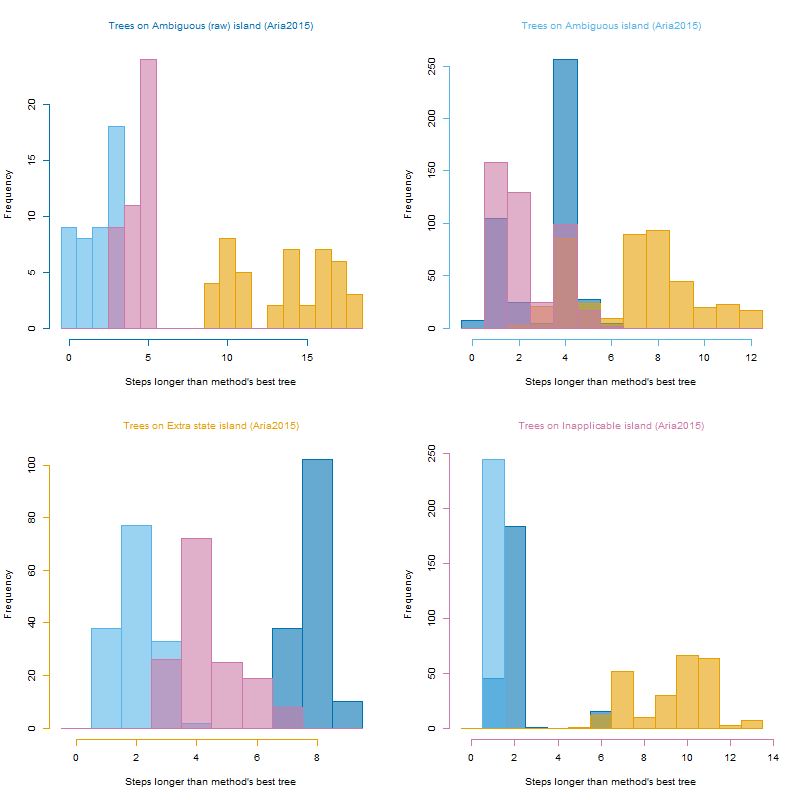 Trees on Ambiguous (raw) island (Aria2015)
Frequency
20
15
10
5
0
0 5 10 15
Steps longer than method's best tree
Trees on Ambiguous island (Aria2015)
Frequency
250
200
150
100
50
0
0 2 4 6 8 10 12
Steps longer than method's best tree
Trees on Extra state island (Aria2015)
Frequency
100
80
60
40
20
0
0 2 4 6 8
Steps longer than method's best tree
Trees on Inapplicable island (Aria2015)
Frequency
250
200
150
100
50
0
0 2 4 6 8 10 12 14
Steps longer than method's best tree